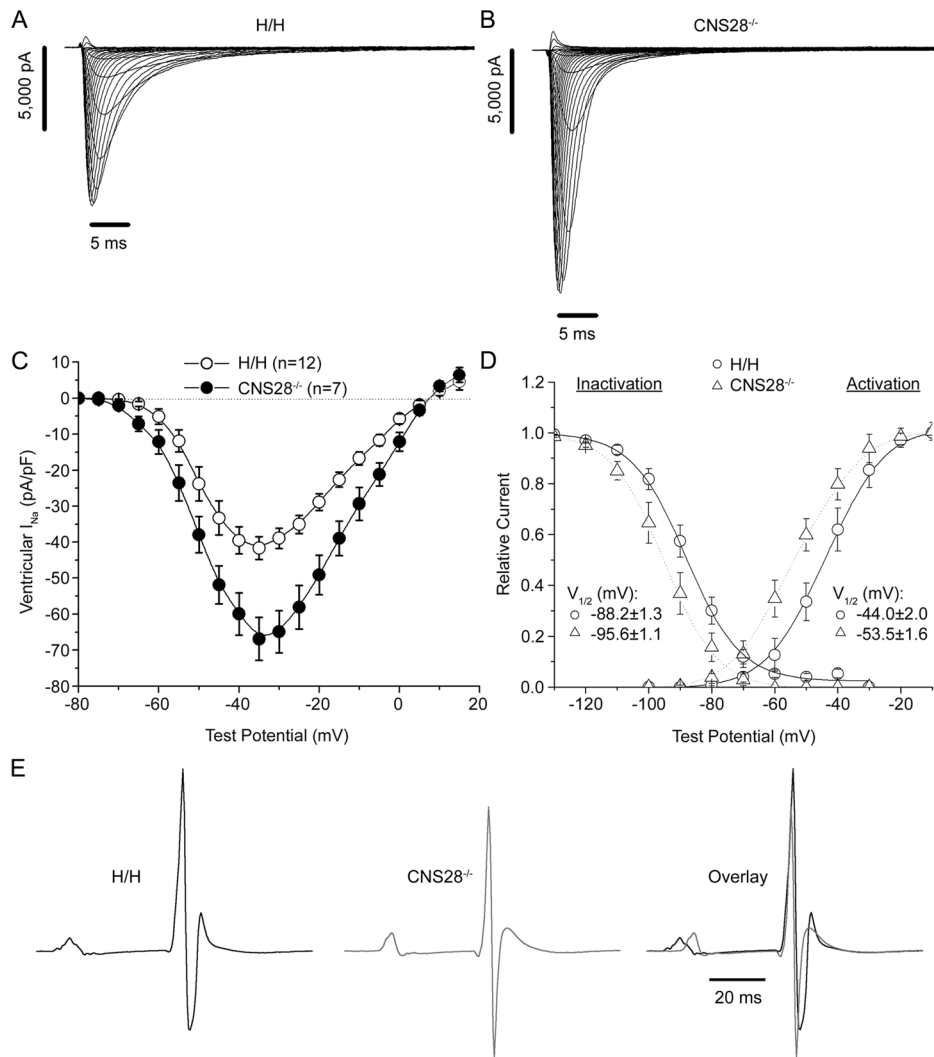 A
H/H
5,000 pA
5 ms
B
CNS28-/-
5,000 pA
5 ms
C
H/H (n=12)
CNS28-/- (n=7)
10
0
-10
-20
-30
-40
-50
-60
-70
-80
Ventricular INa (pA/pF)
-80 -60 -40 -20 0 20
Test Potential (mV)
D
H/H
CNS28-/-
Inactivation
Activation
1.2
1.0
0.8
0.6
0.4
0.2
0.0
Relative Current
V1/2 (mV):
-88.2±1.3
-95.6±1.1
V1/2 (mV):
-44.0±2.0
-53.5±1.6
-120 -100 -80 -60 -40 -20
Test Potential (mV)
E
H/H
CNS28-/-
Overlay
20 ms